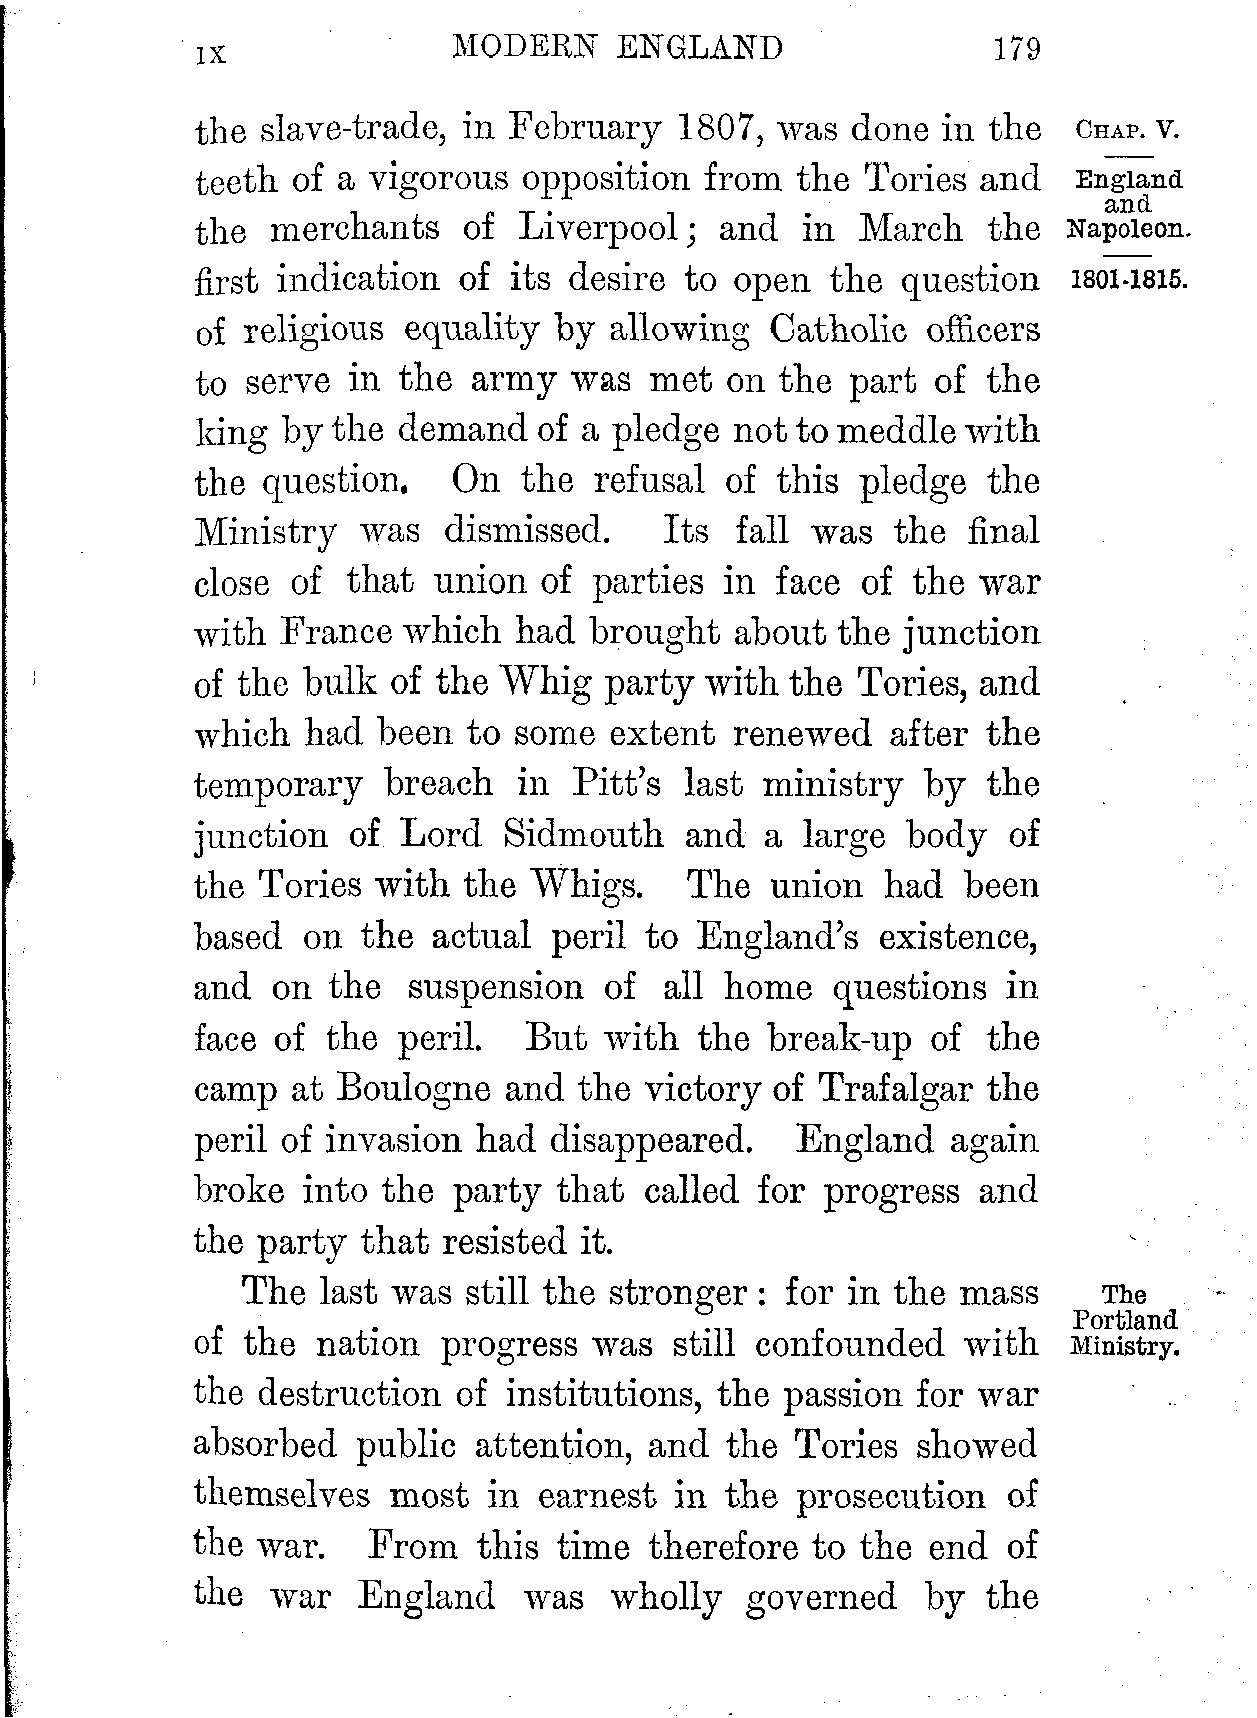 IX MODERN ENGLAND 179
the slave-trade, in February 1807, was done in the
teeth of a vigorous opposition from the Tories and
the merchants of Liverpool; and in March the
first indication of its desire to open the question
of religious equality by allowing Catholic officers
to serve in the army was met on the part of the
king by the demand of a pledge not to meddle with
the question. On the refusal of this pledge the
Ministry was dismissed. Its fall was the final
close of that union of parties in face of the war
with France which had brought about the junction
of the bulk of the Whig party with the Tories, and
which had been to some extent renewed after the
temporary breach in Pitt's last ministry by the
junction of Lord Sidmouth and a large body of
the Tories with the Whigs. The union had been
based on the actual peril to England's existence,
and on the suspension of all home questions in
face of the peril. But with the break-up of the
camp at Boulogne and the victory of Trafalgar the
peril of invasion had disappeared. England again
broke into the party that called for progress and
the party that resisted it.
The last was still the stronger: for in the mass
of the nation progress was still confounded with
the destruction of institutions, the passion for war
absorbed public attention, and the Tories showed
themselves most in earnest in the prosecution of
the war. From this time therefore to the end of
the war England was wholly governed by the
CHAP. V.
England
and
Napoleon.
1801-1815.
The
Portland
Ministry.